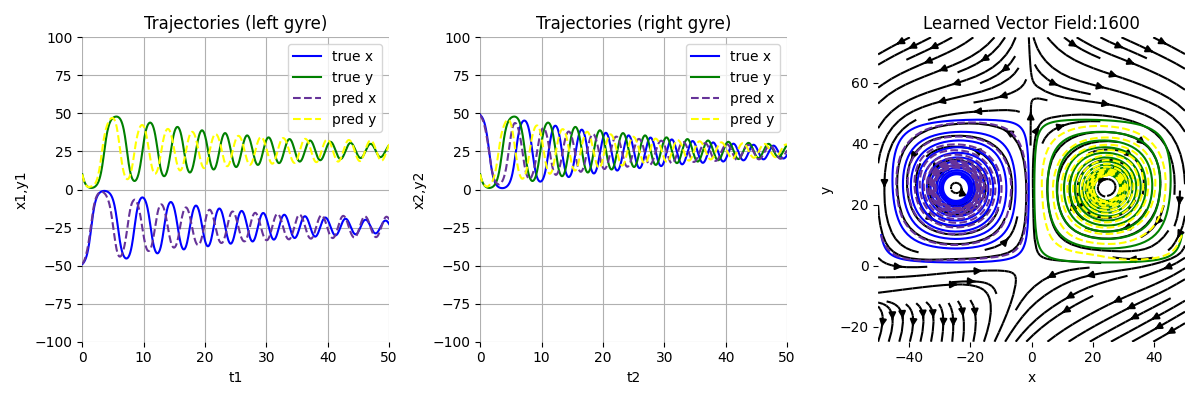 Trajectories (left gyre)
100
75
50
25
0
−25
−50
−75
−100
x1,y1
0 10 20 30 40 50
t1
true x
true y
pred x
pred y
Trajectories (right gyre)
100
75
50
25
0
−25
−50
−75
−100
x2,y2
0 10 20 30 40 50
t2
true x
true y
pred x
pred y
Learned Vector Field:1600
60
40
20
0
−20
y
−40 −20 0 20 40
x